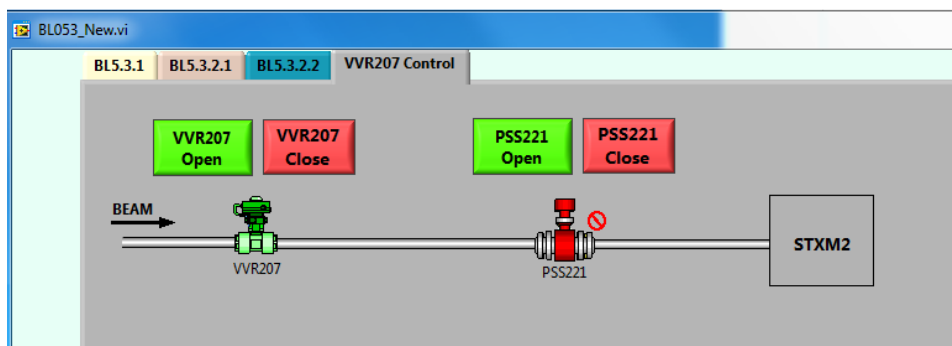 BL053_New.vi
BL5.3.1 BL5.3.2.1 BL5.3.2.2 VVR207 Control
VVR207
Open
VVR207
Close
PSS221
Open
PSS221
Close
BEAM
STXM2
VVR207
PSS221